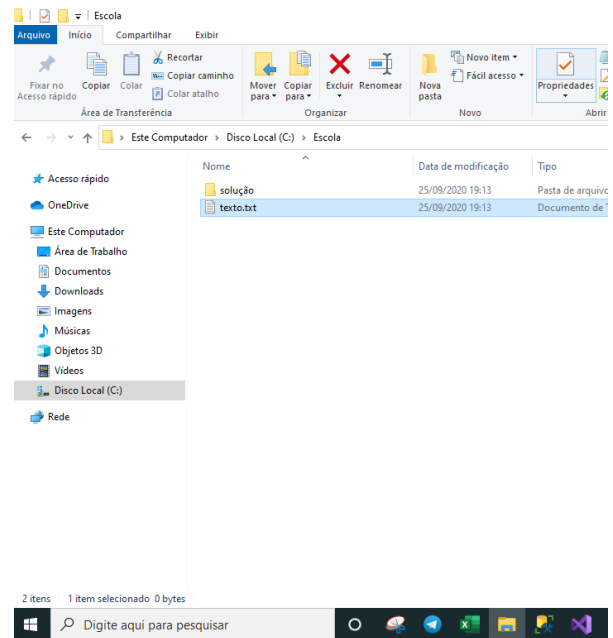 Escola
Arquivo Início Compartilhar Exibir
Fixar no Acesso rápido
Copiar
Colar
Recortar
Copiar caminho
Colar atalho
Mover para
Copiar para
Excluir
Renomear
Nova pasta
Novo item
Fácil acesso
Propriedades
Área de Transferência Organizar Novo Abrir
Este Computador > Disco Local (C:) > Escola
Nome Data de modificação Tipo
solução 25/09/2020 19:13 Pasta de arquivo
texto.txt 25/09/2020 19:13 Documento de
Acesso rápido
OneDrive
Este Computador
Área de Trabalho
Documentos
Downloads
Imagens
Músicas
Objetos 3D
Vídeos
Disco Local (C:)
Rede
2 itens 1 item selecionado 0 bytes
Digite aqui para pesquisar